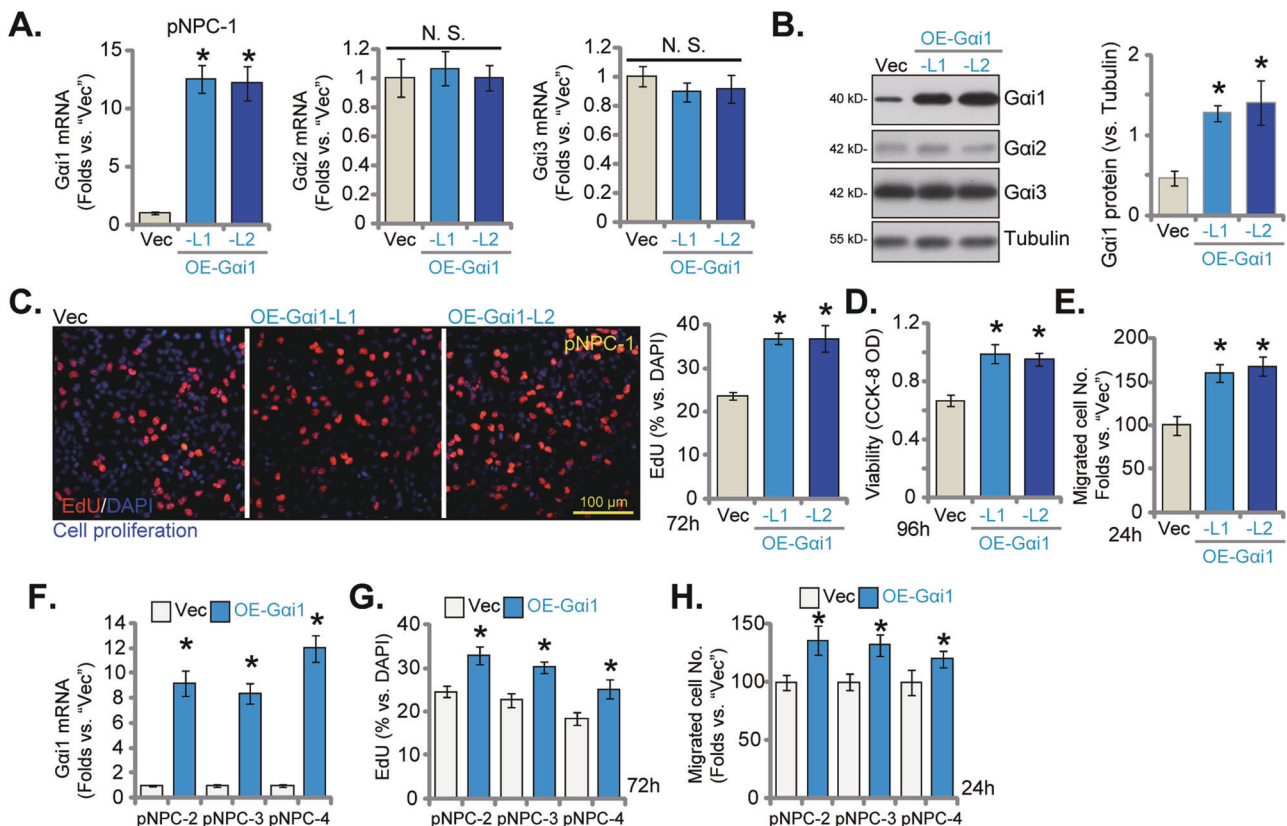 A.
pNPC-1
Gαi1 mRNA
(Folds vs. “Vec”)
15
10
5
0
*
*
Vec
-L1
-L2
OE-Gαi1
N. S.
Gαi2 mRNA
(Folds vs. “Vec”)
1.2
1
0.8
0.6
0.4
0.2
0
Vec
-L1
-L2
OE-Gαi1
N. S.
Gαi3 mRNA
(Folds vs. “Vec”)
1.2
1
0.8
0.6
0.4
0.2
0
Vec
-L1
-L2
OE-Gαi1
B.
OE-Gαi1
Vec
-L1
-L2
40 kD-
Gαi1
42 kD-
Gαi2
42 kD-
Gαi3
55 kD-
Tubulin
Gαi1 protein (vs. Tubulin)
2
1
0
*
*
Vec
-L1
-L2
OE-Gαi1
C.
Vec
OE-Gαi1-L1
OE-Gαi1-L2
pNPC-1
EdU/DAPI
100 µm
Cell proliferation
EdU (% vs. DAPI)
40
30
20
10
0
*
*
72h
Vec
-L1
-L2
OE-Gαi1
D.
Viability (CCK-8 OD)
1.2
0.9
0.6
0.3
0
*
*
96h
Vec
-L1
-L2
OE-Gαi1
E.
Migrated cell No.
Folds vs. “Vec”)
200
150
100
50
0
*
*
24h
Vec
-L1
-L2
OE-Gαi1
F.
Vec
OE-Gαi1
Gαi1 mRNA
(Folds vs. “Vec”)
14
12
10
8
6
4
2
0
*
*
*
pNPC-2 pNPC-3 pNPC-4
G.
Vec
OE-Gαi1
EdU (% vs. DAPI)
40
30
20
10
0
*
*
*
72h
pNPC-2 pNPC-3 pNPC-4
H.
Vec
OE-Gαi1
Migrated cell No.
(Folds vs. “Vec”)
150
100
50
0
*
*
*
24h
pNPC-2 pNPC-3 pNPC-4